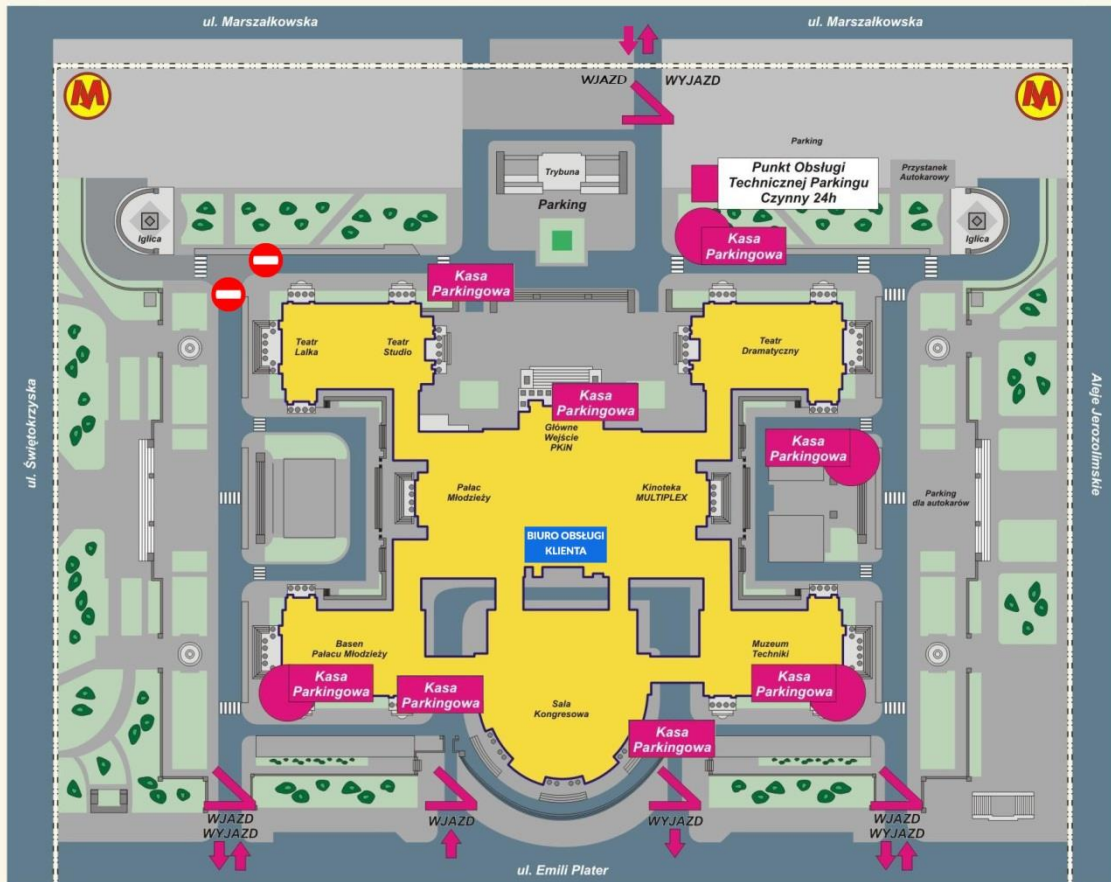 ul. Marszałkowska
ul. Marszałkowska
M
WJAZD
WYJAZD
M
Parking
Punkt Obsługi
Technicznej Parkingu
Czynny 24h
Przystanek
Autokarowy
Trybuna
Parking
Iglica
Iglica
Kasa
Parkingowa
Kasa
Parkingowa
Teatr
Lalka
Teatr
Studio
Teatr
Dramatyczny
Kasa
Parkingowa
Główne
Wejście
PKiN
ul. Świętokrzyska
Aleje Jerozolimskie
Kasa
Parkingowa
Pałac
Młodzieży
Kinoteka
MULTIPLEX
Parking
dla autokarów
BIURO OBSŁUGI
KLIENTA
Basen
Pałacu Młodzieży
Muzeum
Techniki
Kasa
Parkingowa
Kasa
Parkingowa
Kasa
Parkingowa
Sala
Kongresowa
Kasa
Parkingowa
WJAZD
WYJAZD
WJAZD
WYJAZD
WJAZD
WYJAZD
ul. Emili Plater